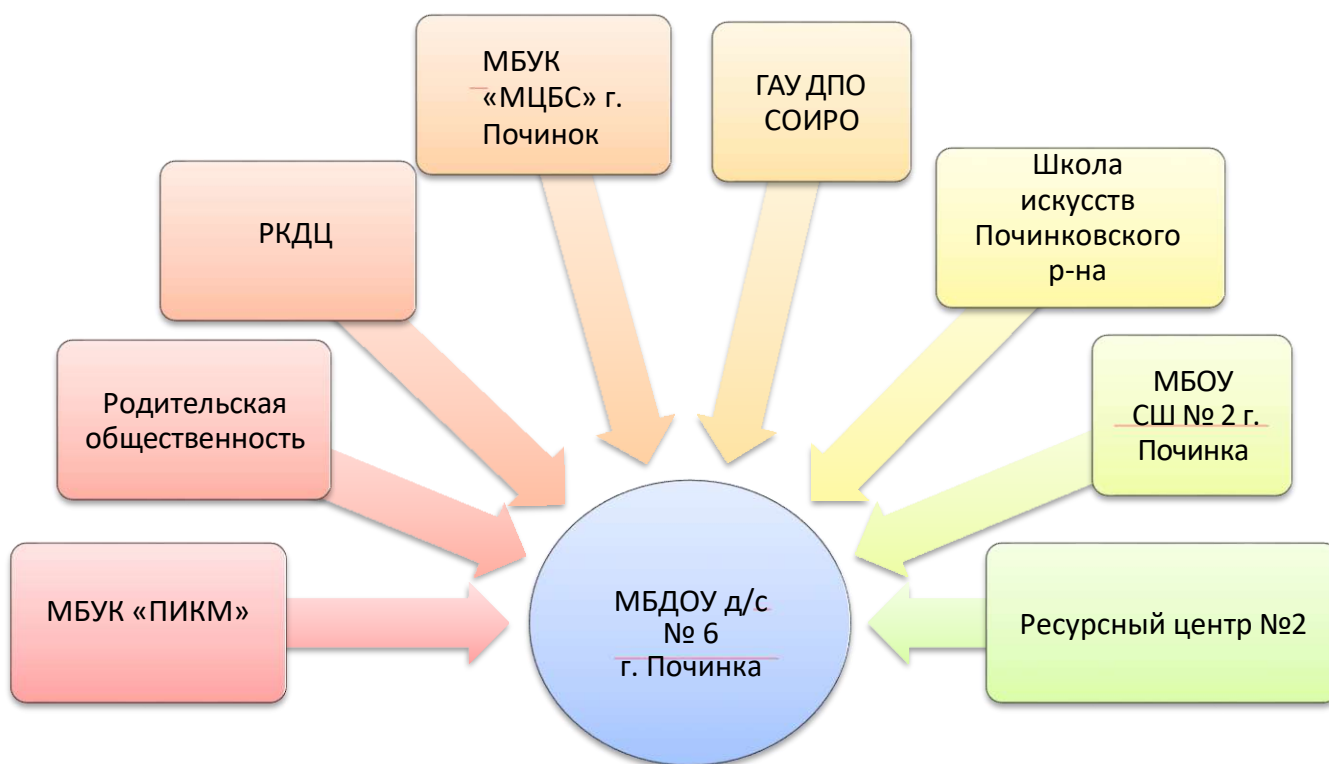 МБУК
«МЦБС» г.
Починок
ГАУ ДПО
СОИРО
Школа
искусств
Починковского
р-на
РКДЦ
МБОУ
СШ № 2 г.
Починка
Родительская
общественность
МБУК «ПИКМ»
МБДОУ д/с
№ 6
г. Починка
Ресурсный центр №2